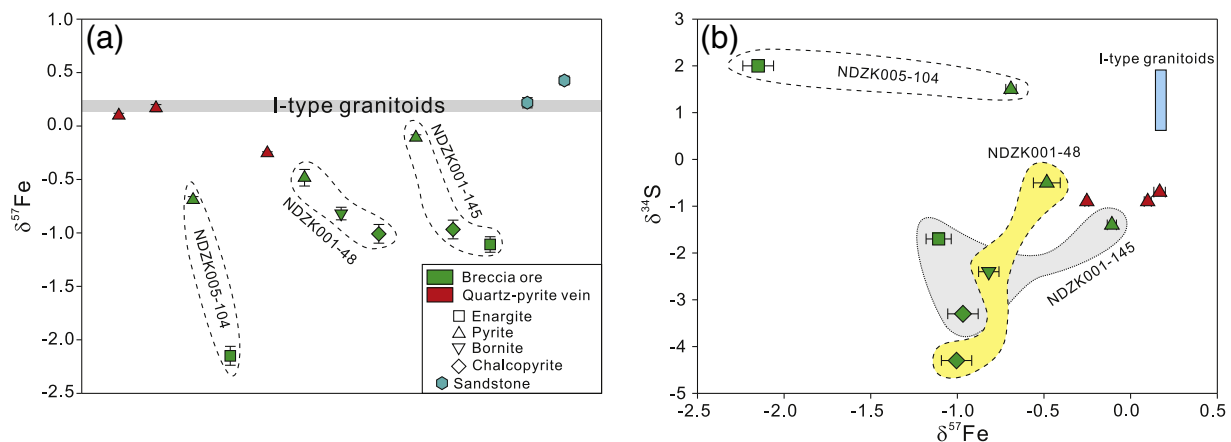 (a)
δ57Fe
1.0
0.5
0.0
-0.5
-1.0
-1.5
-2.0
-2.5
I-type granitoids
NDZK005-104
NDZK001-48
NDZK001-145
Breccia ore
Quartz-pyrite vein
Enargite
Pyrite
Bornite
Chalcopyrite
Sandstone
(b)
δ34S
3
2
1
0
-1
-2
-3
-4
-5
NDZK005-104
I-type granitoids
NDZK001-48
NDZK001-145
-2.5
-2.0
-1.5
-1.0
-0.5
0.0
0.5
δ57Fe